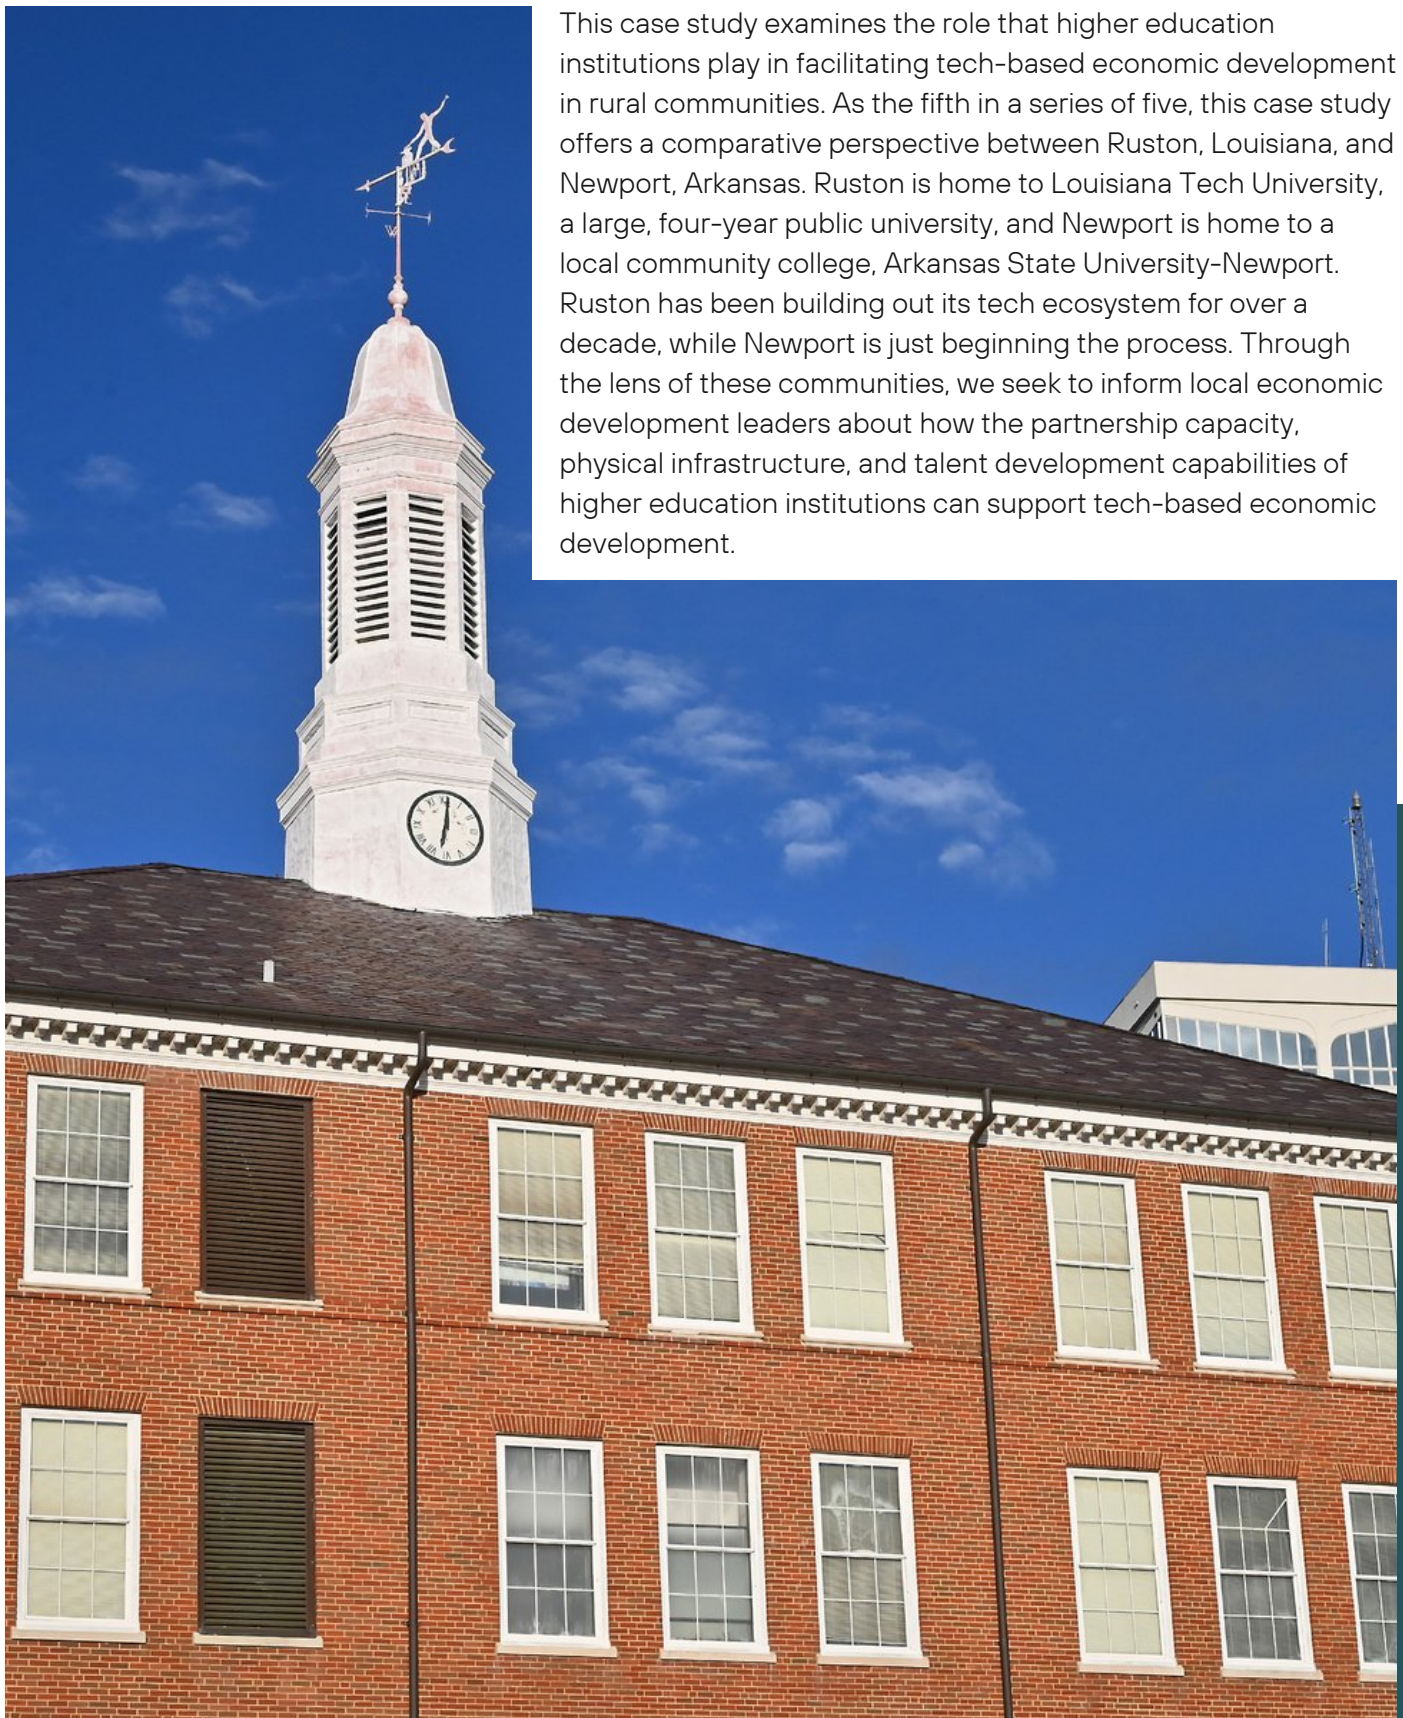 This case study examines the role that higher education
institutions play in facilitating tech-based economic development
in rural communities. As the fifth in a series of five, this case study
offers a comparative perspective between Ruston, Louisiana, and
Newport, Arkansas. Ruston is home to Louisiana Tech University,
a large, four-year public university, and Newport is home to a
local community college, Arkansas State University-Newport.
Ruston has been building out its tech ecosystem for over a
decade, while Newport is just beginning the process. Through
the lens of these communities, we seek to inform local economic
development leaders about how the partnership capacity,
physical infrastructure, and talent development capabilities of
higher education institutions can support tech-based economic
development.